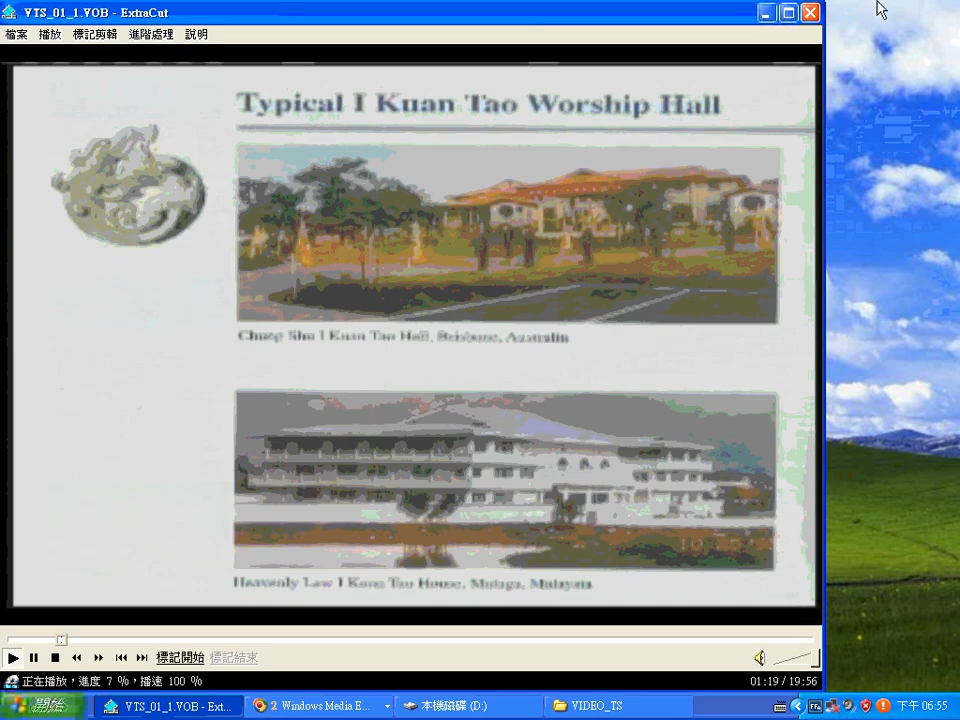 VTS_01_1.VOB - ExtraCut
檔案 播放 標記剪輯 進階處理 說明
Typical I Kuan Tao Worship Hall
Chung Shu I Kuan Tao Hall, Brisbane, Australia
Heavenly Law I Kuan Tao House, Malaysia
標記開始 標記結束
正在播放，進度 7 %，播速 100 %
01:19 / 19:56
開始 VTS_01_1.VOB - Ext... 2 Windows Media E... 本機磁碟 (D:) VIDEO_TS 下午 06:55